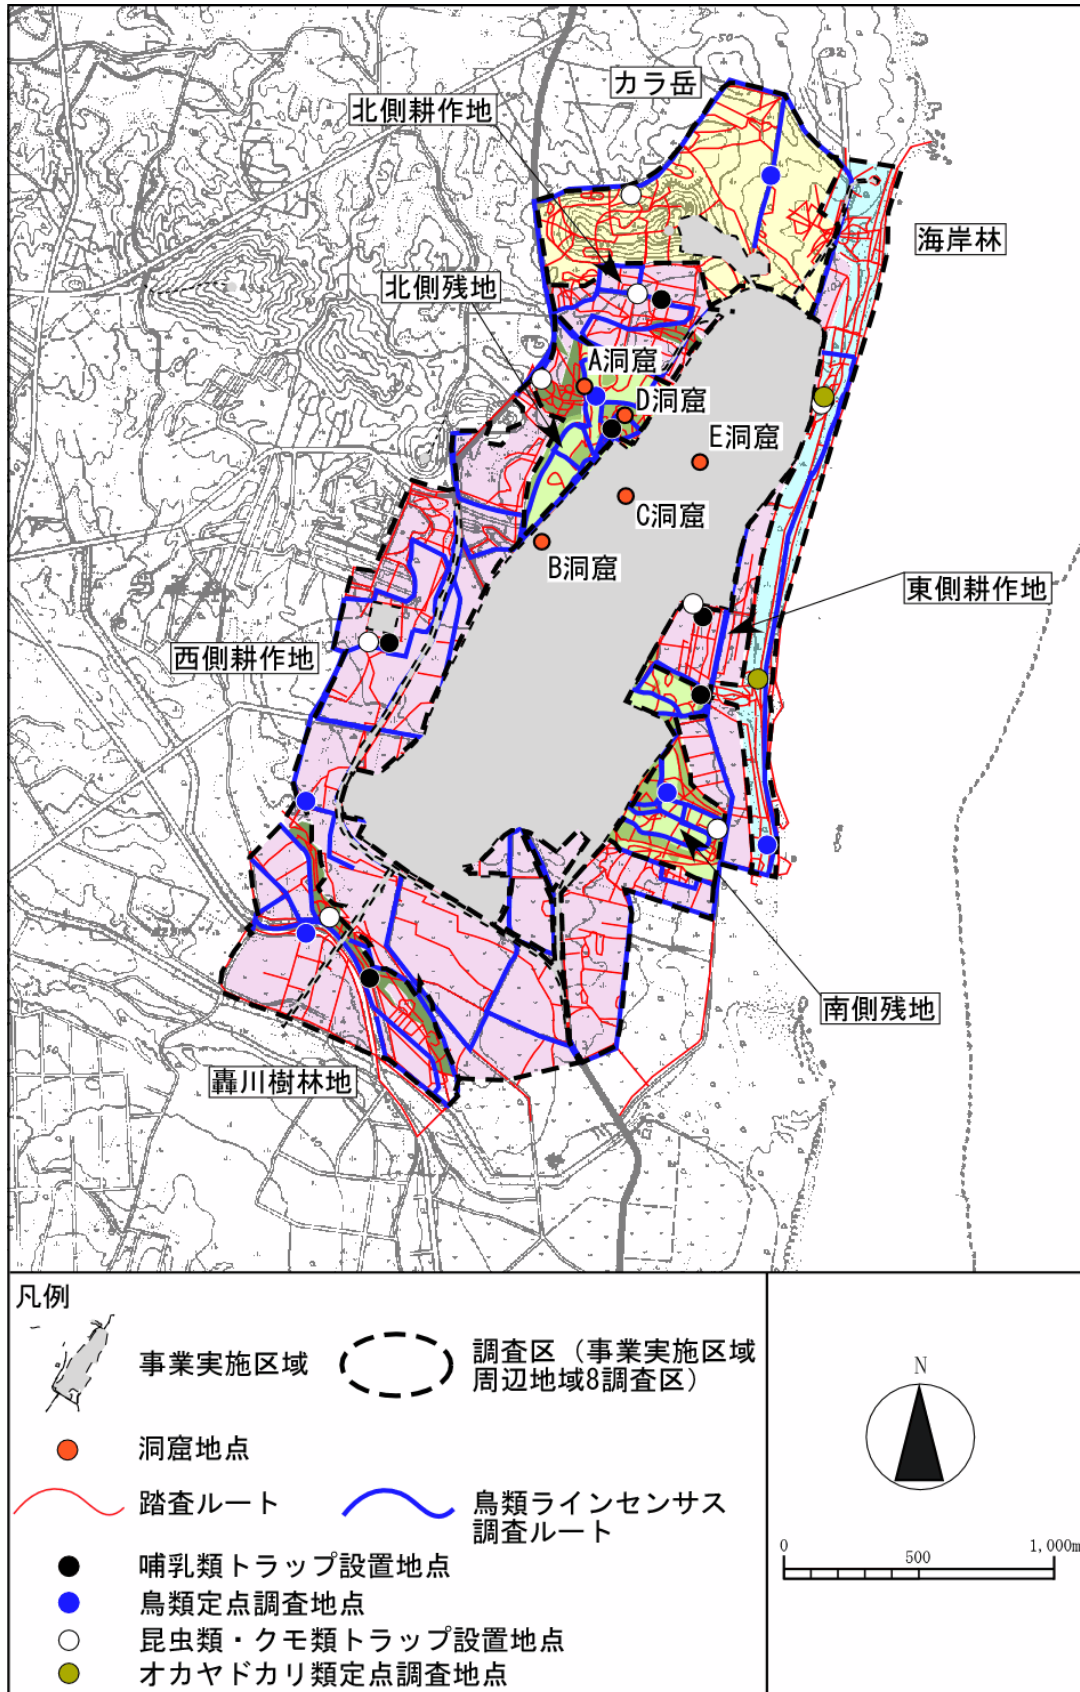 カラ岳
北側耕作地
海岸林
北側残地
A洞窟
D洞窟
E洞窟
C洞窟
B洞窟
東側耕作地
西側耕作地
南側残地
轟川樹林地
凡例
事業実施区域
調査区（事業実施区域
周辺地域8調査区）
洞窟地点
踏査ルート
鳥類ラインセンサス
調査ルート
哺乳類トラップ設置地点
鳥類定点調査地点
昆虫類・クモ類トラップ設置地点
オカヤドカリ類定点調査地点
N
0 500 1,000m